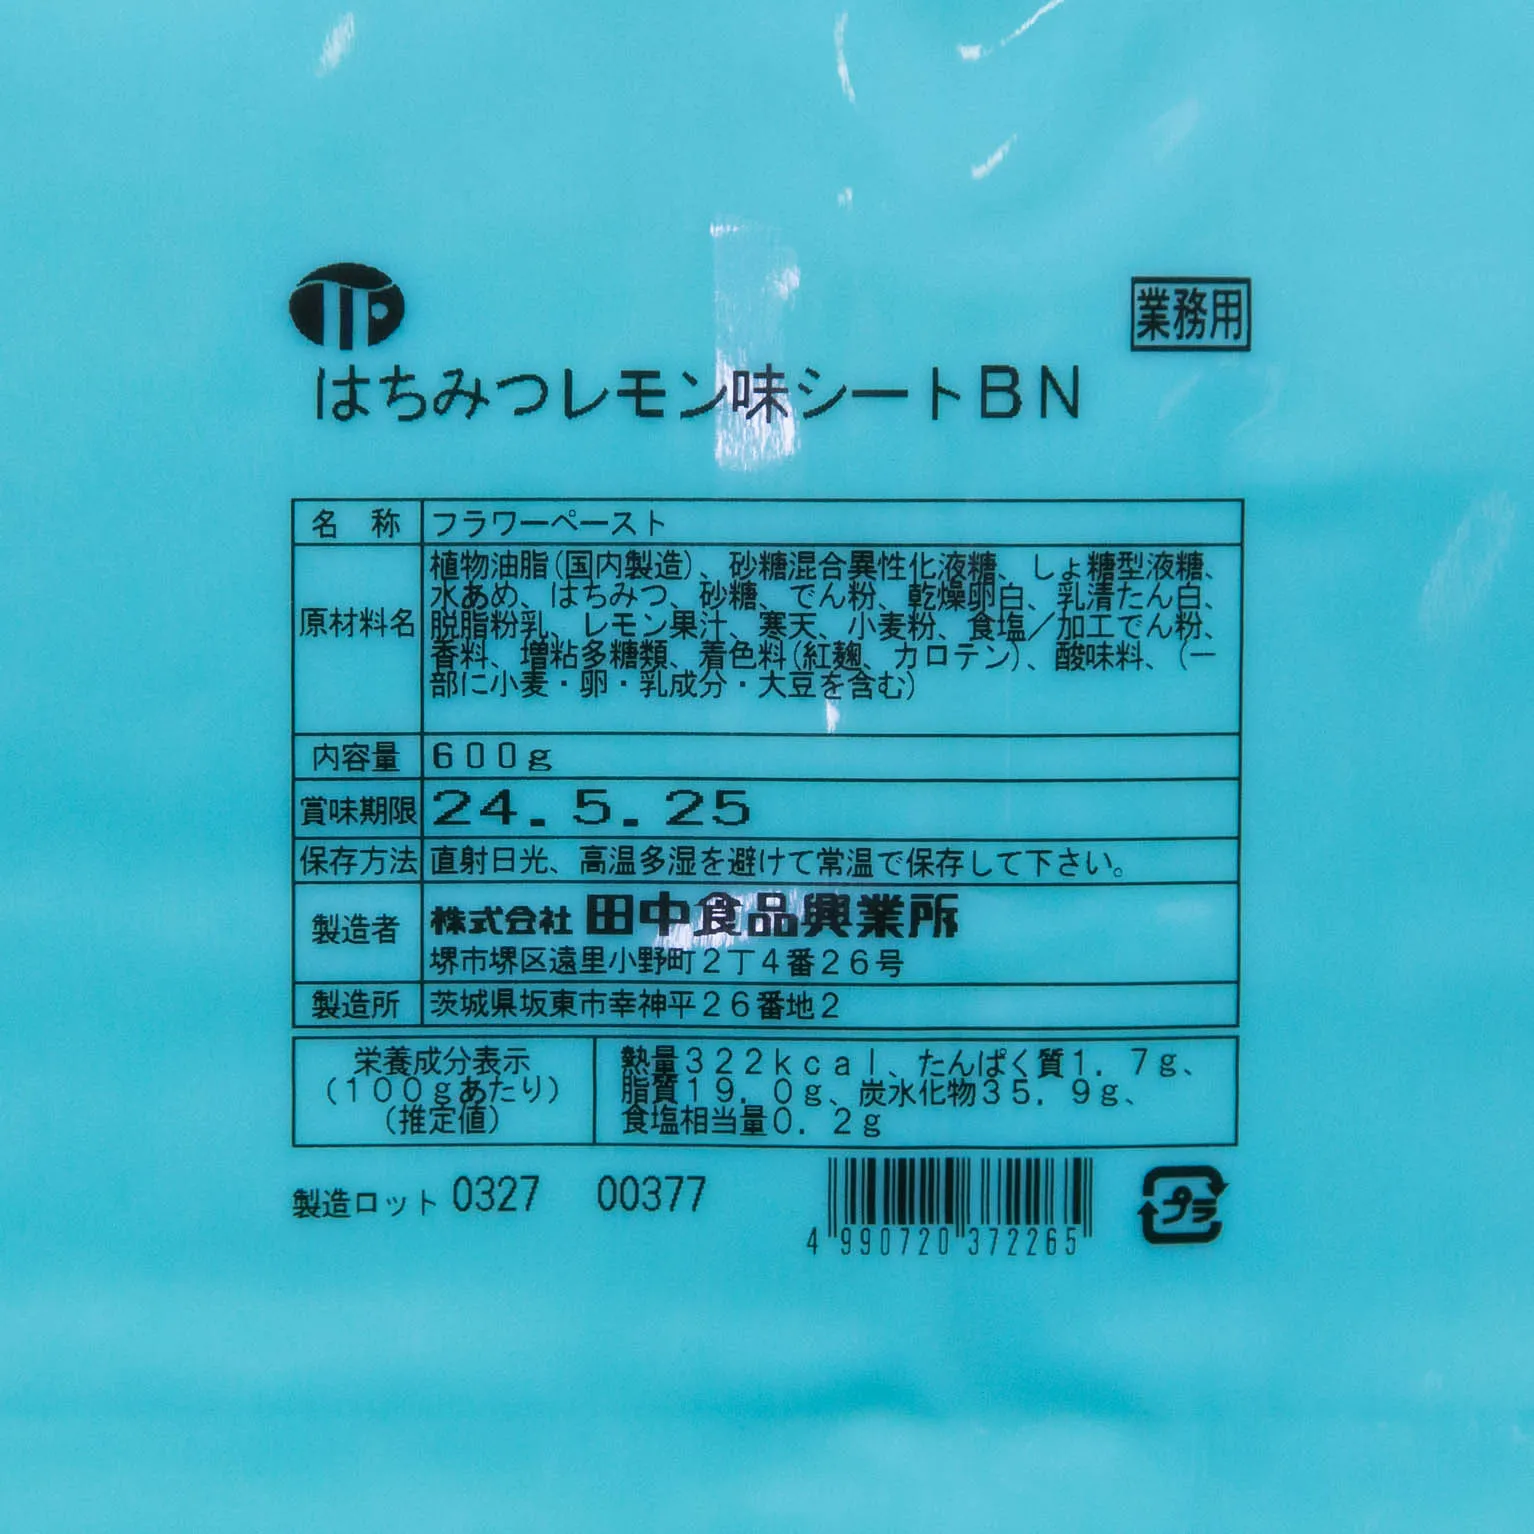 TTP
業務用
はちみつレモン味シートBN
名 称 フラワーペースト
原材料名
植物油脂(国内製造)、砂糖混合異性化液糖、しょ糖型液糖、
水あめ、はちみつ、砂糖、でん粉、乾燥卵白、乳清たん白、
脱脂粉乳、レモン果汁、寒天、小麦粉、食塩/加工でん粉、
香料、増粘多糖類、着色料(紅麹、カロテン)、酸味料、(一
部に小麦・卵・乳成分・大豆を含む)
内容量 600g
賞味期限 24.5.25
保存方法 直射日光、高温多湿を避けて常温で保存して下さい。
製造者
株式会社 田中食品興業所
堺市堺区遠里小野町2丁4番26号
製造所 茨城県坂東市幸神平26番地2
栄養成分表示
(100gあたり)
(推定値)
熱量322kcal、たんぱく質1.7g、
脂質19.0g、炭水化物35.9g、
食塩相当量0.2g
製造ロット 0327 00377
4 990720 372265
プラ